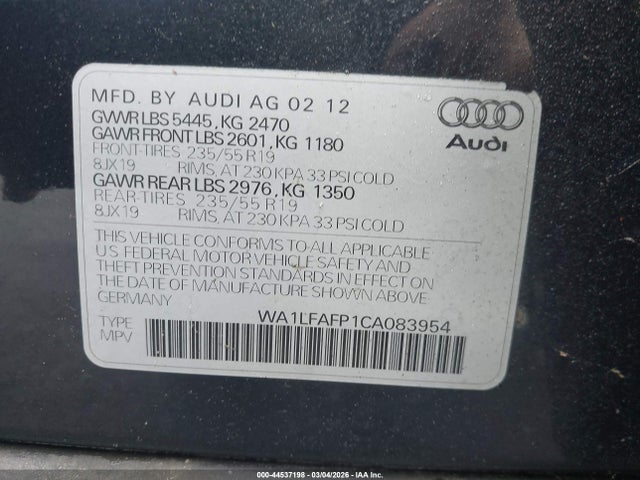 MFD. BY AUDI AG 02 12
GVWR LBS 5445, KG 2470
GAWR FRONT LBS 2601, KG 1180
FRONT-TIRES 235/55 R19
8JX19 RIMS, AT 230 KPA 33 PSI COLD
GAWR REAR LBS 2976, KG 1350
REAR-TIRES 235/55 R19
8JX19 RIMS, AT 230 KPA 33 PSI COLD
Audi
THIS VEHICLE CONFORMS TO ALL APPLICABLE
U.S. FEDERAL MOTOR VEHICLE SAFETY AND
THEFT PREVENTION STANDARDS IN EFFECT ON
THE DATE OF MANUFACTURE SHOWN ABOVE.
GERMANY
WA1LFAFP1CA083954
TYPE
MPV
000-44537198 - 03/04/2026 - IAA Inc.